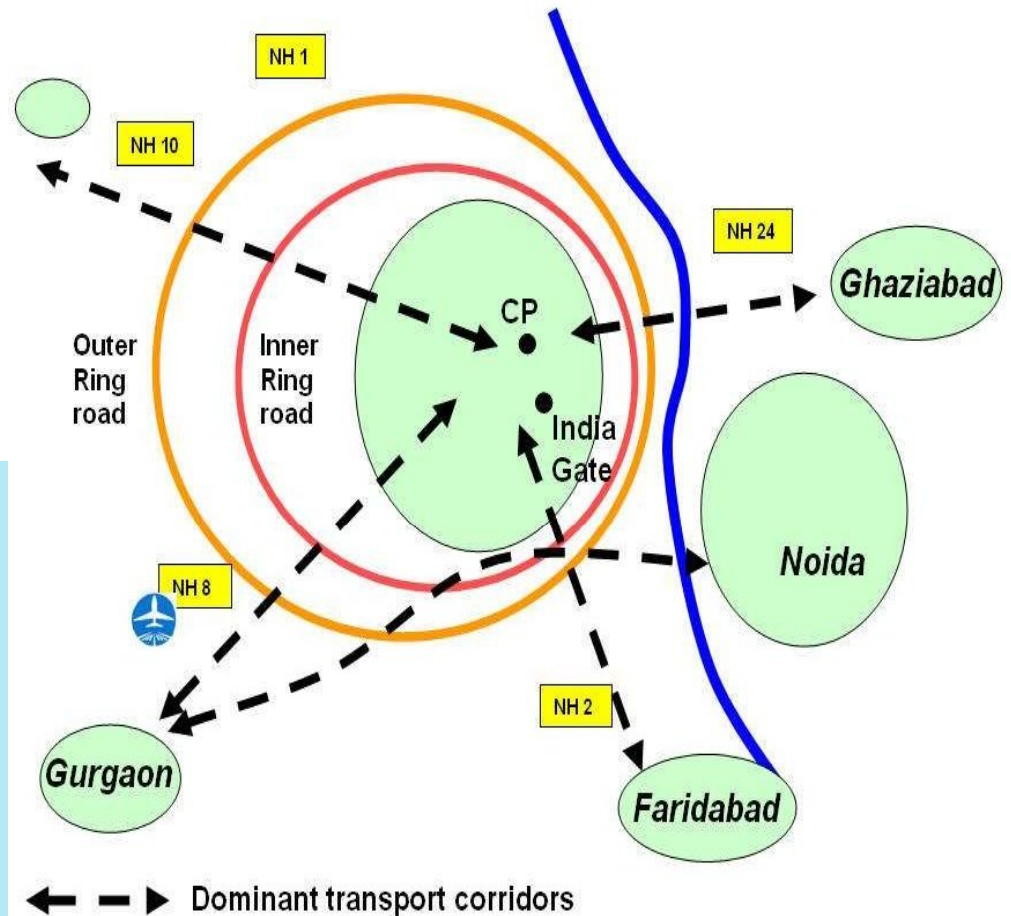 NH 1
NH 10
NH 24
Ghaziabad
CP
Outer
Ring
road
Inner
Ring
road
India
Gate
Noida
NH 8
NH 2
Gurgaon
Faridabad
Dominant transport corridors